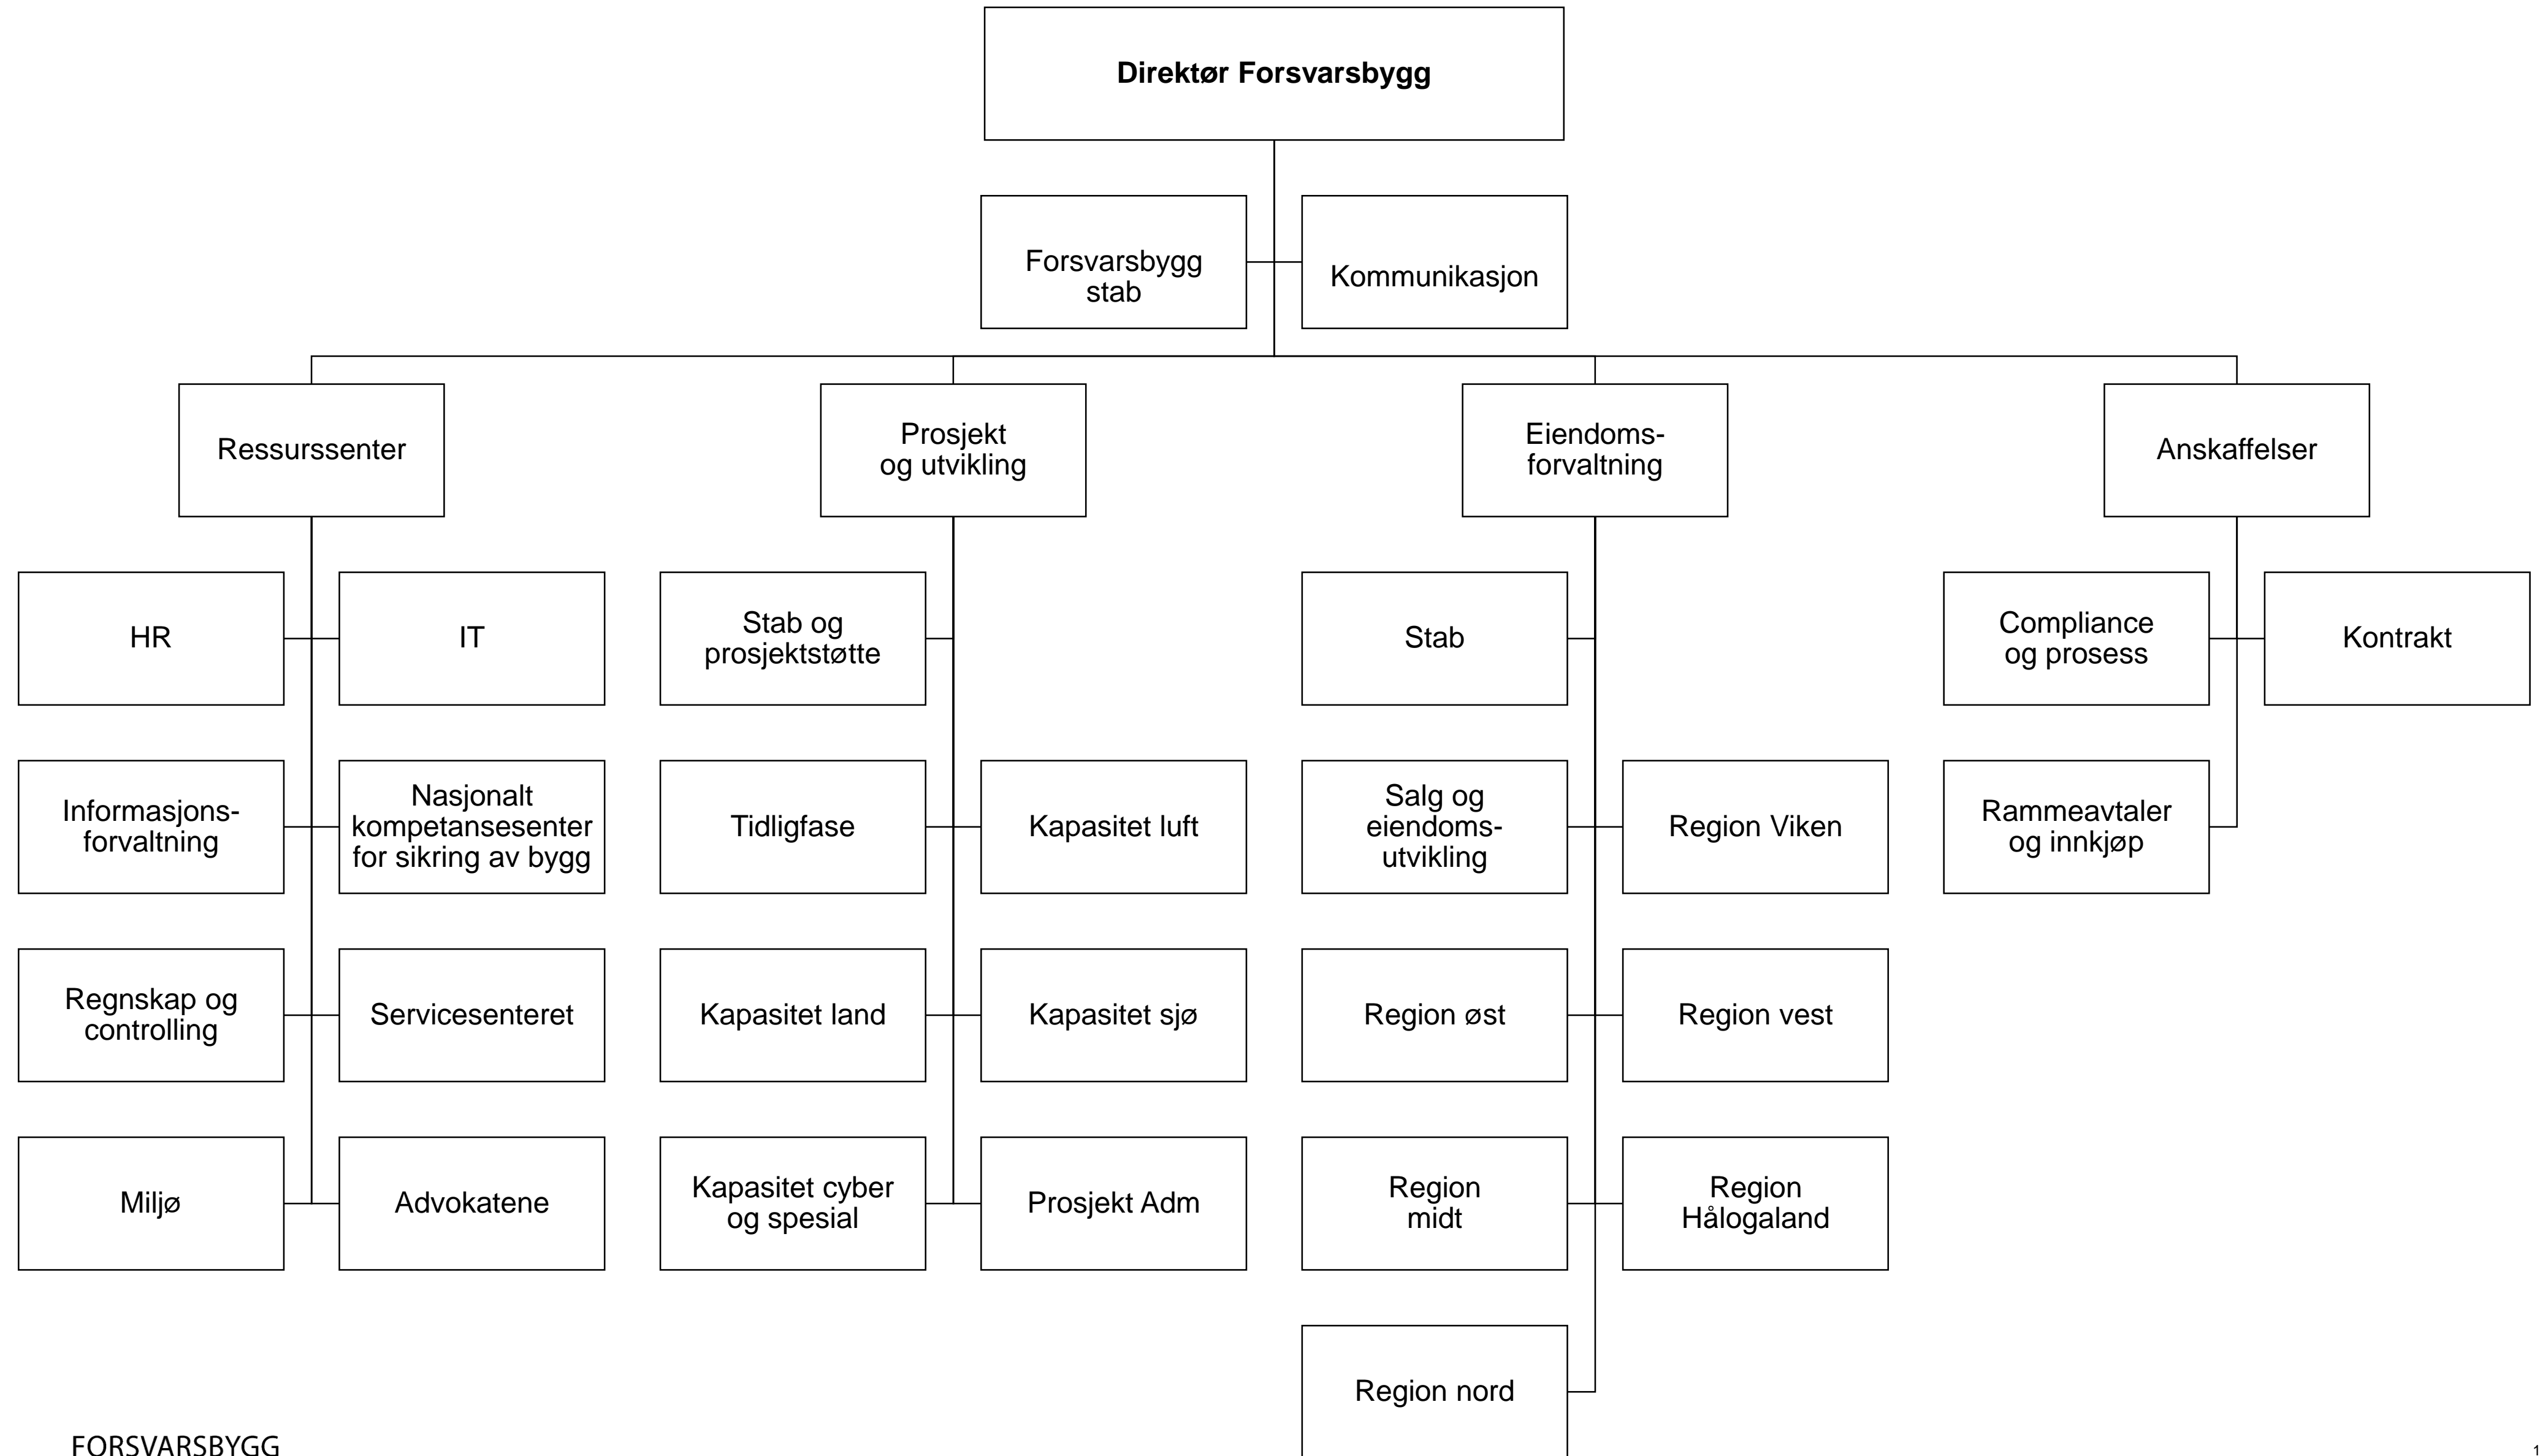 Direktør Forsvarsbygg
Forsvarsbygg
stab
Kommunikasjon
Ressurssenter
Prosjekt
og utvikling
Eiendoms-
forvaltning
Anskaffelser
HR
IT
Stab og
prosjektstøtte
Stab
Compliance
og prosess
Kontrakt
Informasjons-
forvaltning
Nasjonalt
kompetansesenter
for sikring av bygg
Tidligfase
Kapasitet luft
Salg og
eiendoms-
utvikling
Region Viken
Rammeavtaler
og innkjøp
Regnskap og
controlling
Servicesenteret
Kapasitet land
Kapasitet sjø
Region øst
Region vest
Miljø
Advokatene
Kapasitet cyber
og spesial
Prosjekt Adm
Region
midt
Region
Hålogaland
Region nord
FORSVARSBYGG
1